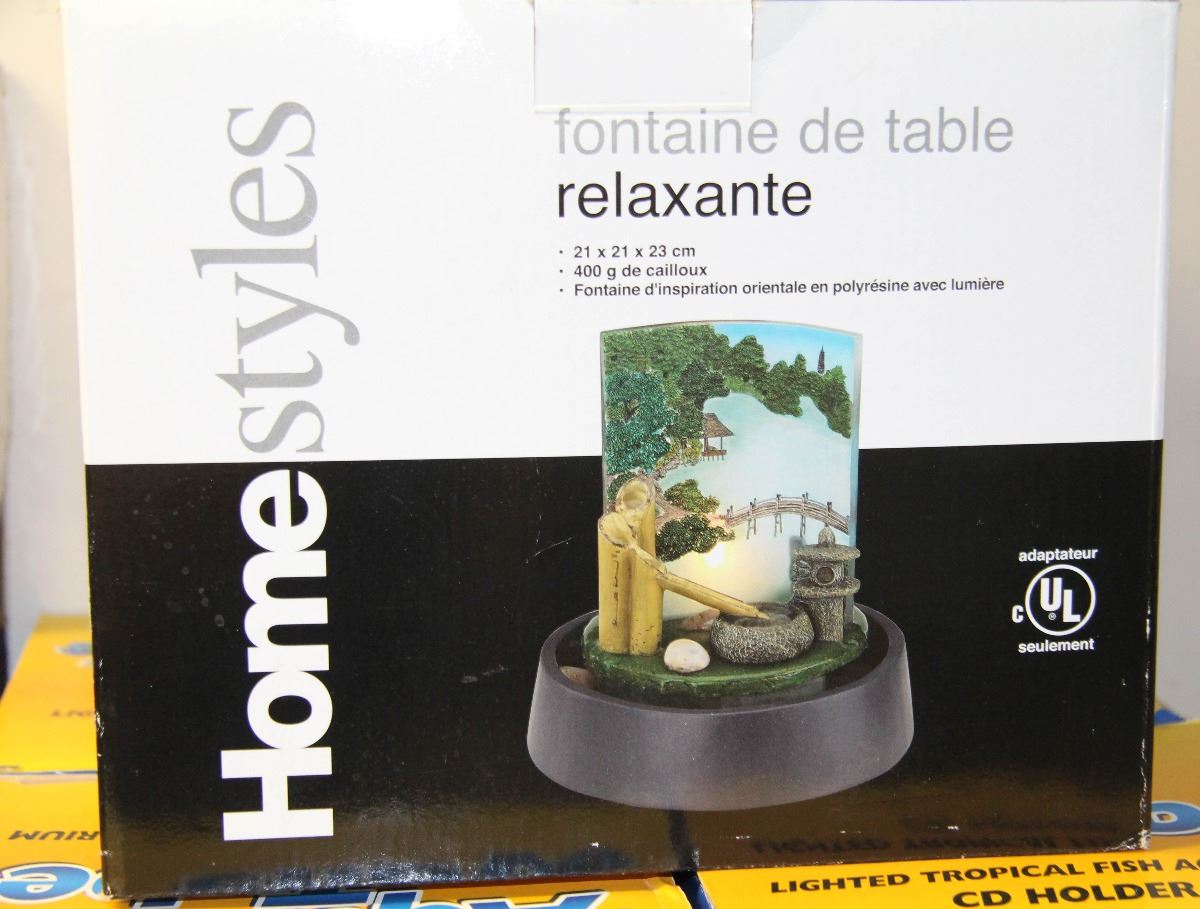 Homestyles
fontaine de table
relaxante
· 21 x 21 x 23 cm
· 400 g de cailloux
· Fontaine d'inspiration orientale en polyrésine avec lumière
adaptateur
C UL ®
seulement
LIGHTED TROPICAL FISH A
CD HOLDER